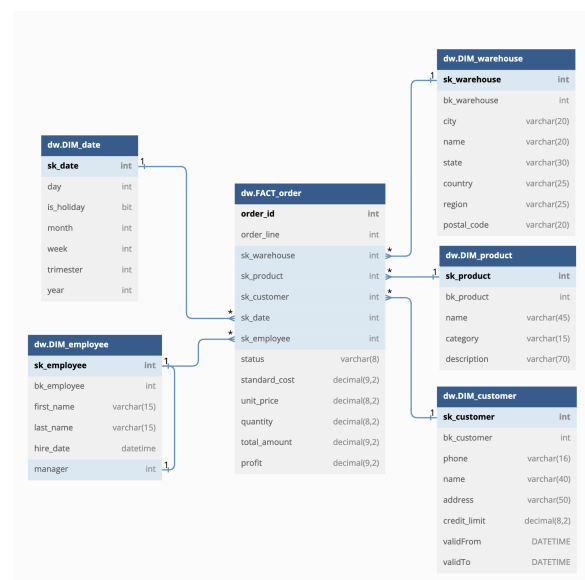 dw.DIM_warehouse
sk_warehouse int
bk_warehouse int
city varchar(20)
name varchar(20)
state varchar(30)
country varchar(25)
region varchar(25)
postal_code varchar(20)
1
dw.DIM_date
sk_date int
day int
is_holiday bit
month int
week int
trimester int
year int
1
dw.FACT_order
order_id int
order_line int
sk_warehouse int
sk_product int
sk_customer int
sk_date int
sk_employee int
status varchar(8)
standard_cost decimal(9,2)
unit_price decimal(8,2)
quantity decimal(8,2)
total_amount decimal(9,2)
profit decimal(9,2)
*
*
*
*
*
dw.DIM_product
sk_product int
bk_product int
name varchar(45)
category varchar(15)
description varchar(70)
1
dw.DIM_employee
sk_employee int
bk_employee int
first_name varchar(15)
last_name varchar(15)
hire_date datetime
manager int
1
1
dw.DIM_customer
sk_customer int
bk_customer int
phone varchar(16)
name varchar(40)
address varchar(50)
credit_limit decimal(8,2)
validFrom DATETIME
validTo DATETIME
1